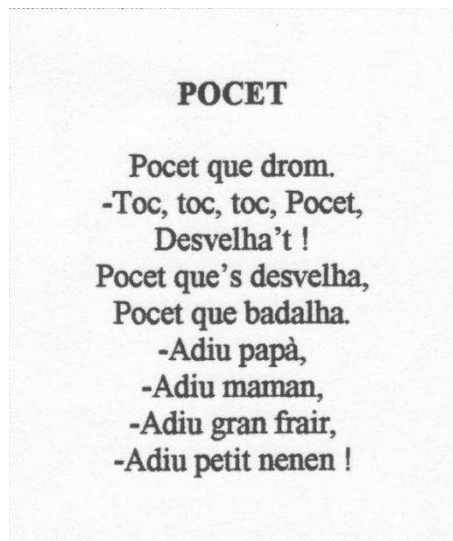 POCET
Pocet que drom.
-Toc, toc, toc, Pocet,
Desvelha't !
Pocet que's desvelha,
Pocet que badalha.
-Adiu papà,
-Adiu maman,
-Adiu gran frair,
-Adiu petit nenen !